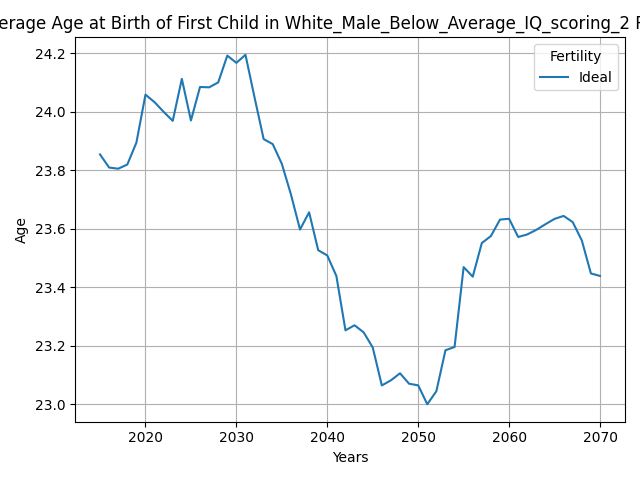 erage Age at Birth of First Child in White_Male_Below_Average_IQ_scoring_2
Fertility
Ideal
24.2
24.0
23.8
23.6
23.4
23.2
23.0
Age
2020 2030 2040 2050 2060 2070
Years